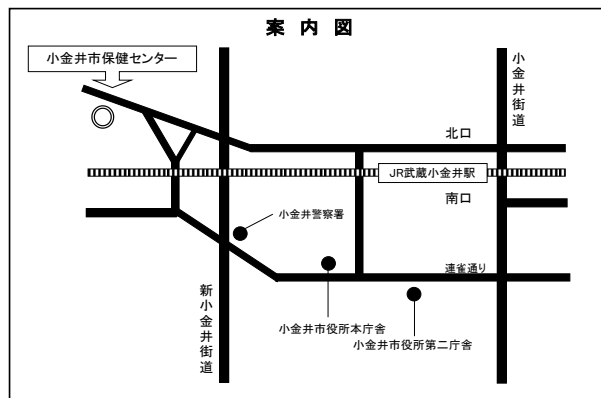 案内図
小金井市保健センター
小金井街道
北口
JR武蔵小金井駅
南口
小金井警察署
連雀通り
新小金井街道
小金井市役所本庁舎
小金井市役所第二庁舎